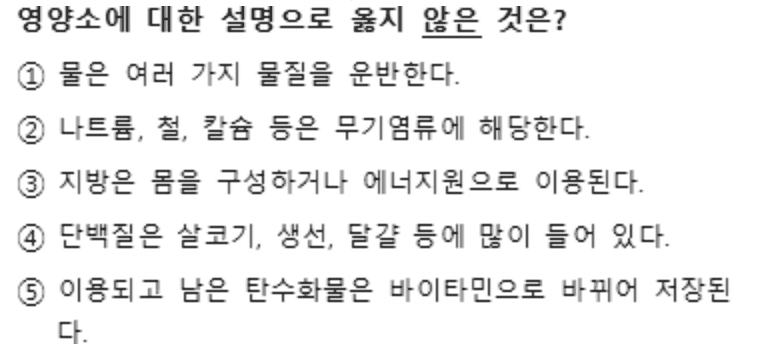 영양소에 대한 설명으로 옳지 않은 것은?
① 물은 여러 가지 물질을 운반한다.
② 나트륨, 철, 칼슘 등은 무기염류에 해당한다.
③ 지방은 몸을 구성하거나 에너지원으로 이용된다.
④ 단백질은 살코기, 생선, 달걀 등에 많이 들어 있다.
⑤ 이용되고 남은 탄수화물은 바이타민으로 바뀌어 저장된
다.